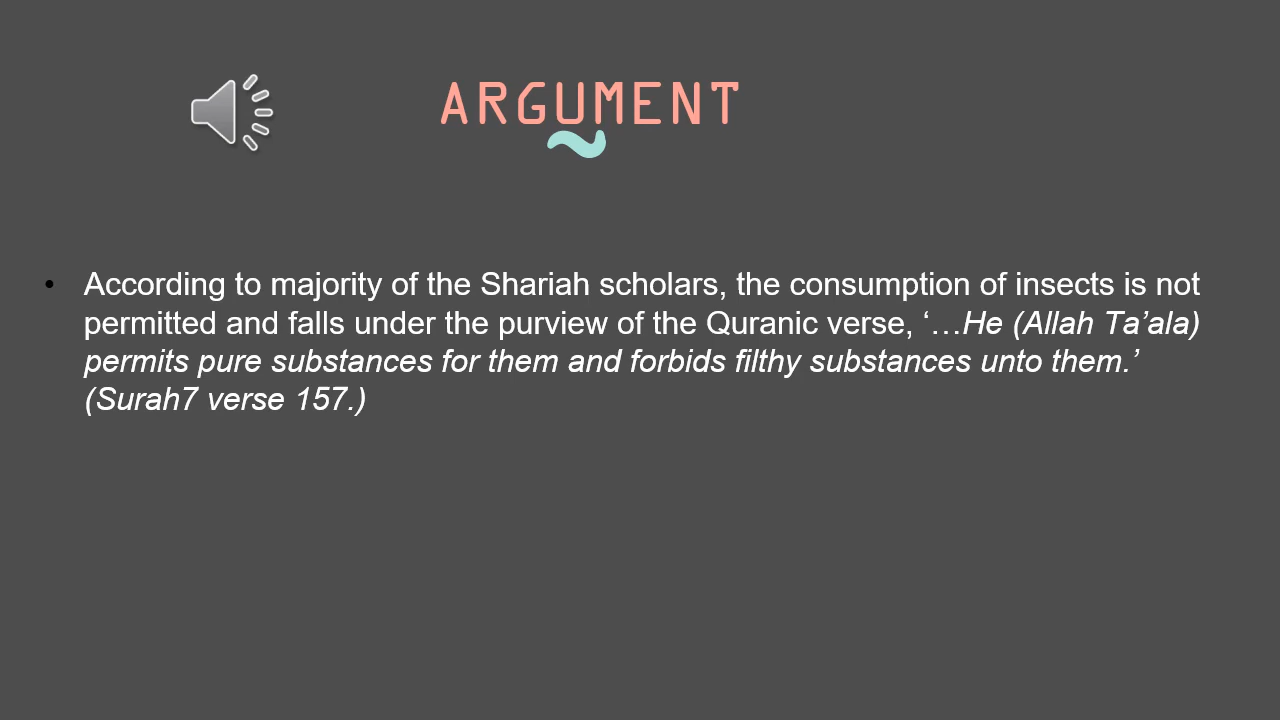 ARGUMENT
• According to majority of the Shariah scholars, the consumption of insects is not
permitted and falls under the purview of the Quranic verse, ‘…He (Allah Ta’ala)
permits pure substances for them and forbids filthy substances unto them.’
(Surah7 verse 157.)